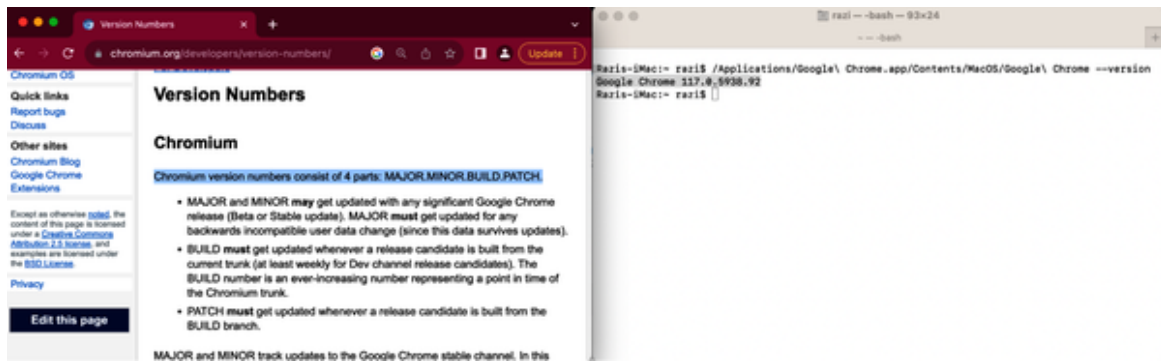 Version Numbers
chromium.org/developers/version-numbers/
Update
Chromium OS
Quick links
Report bugs
Discuss
Other sites
Chromium Blog
Google Chrome
Extensions
Except as otherwise noted, the
content of this page is licensed
under a Creative Commons
Attribution 2.5 license, and
examples are licensed under
the BSD License.
Privacy
Edit this page
Version Numbers
Chromium
Chromium version numbers consist of 4 parts: MAJOR.MINOR.BUILD.PATCH.
• MAJOR and MINOR may get updated with any significant Google Chrome
release (Beta or Stable update). MAJOR must get updated for any
backwards incompatible user data change (since this data survives updates).
• BUILD must get updated whenever a release candidate is built from the
current trunk (at least weekly for Dev channel release candidates). The
BUILD number is an ever-increasing number representing a point in time of
the Chromium trunk.
• PATCH must get updated whenever a release candidate is built from the
BUILD branch.
MAJOR and MINOR track updates to the Google Chrome stable channel. In this
razi — -bash — 93×24
~ — -bash
Razis-iMac:~ razi$ /Applications/Google\ Chrome.app/Contents/MacOS/Google\ Chrome --version
Google Chrome 117.0.5938.92
Razis-iMac:~ razi$